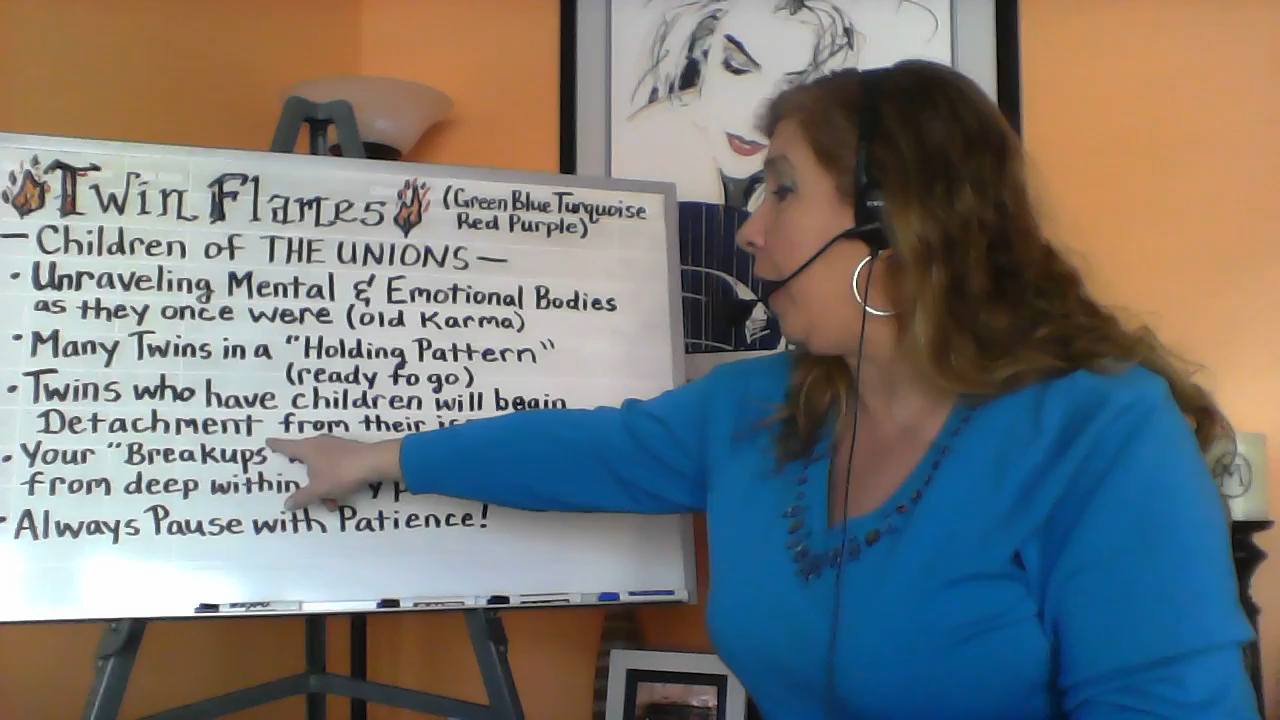 Twin Flames (Green Blue Turquoise
Red Purple)
— Children of THE UNIONS —
• Unraveling Mental & Emotional Bodies
as they once were (old Karma)
• Many Twins in a "Holding Pattern"
(ready to go)
• Twins who have children will begin
Detachment from their
• Your "Breakups
from deep within
• Always Pause with Patience!
M